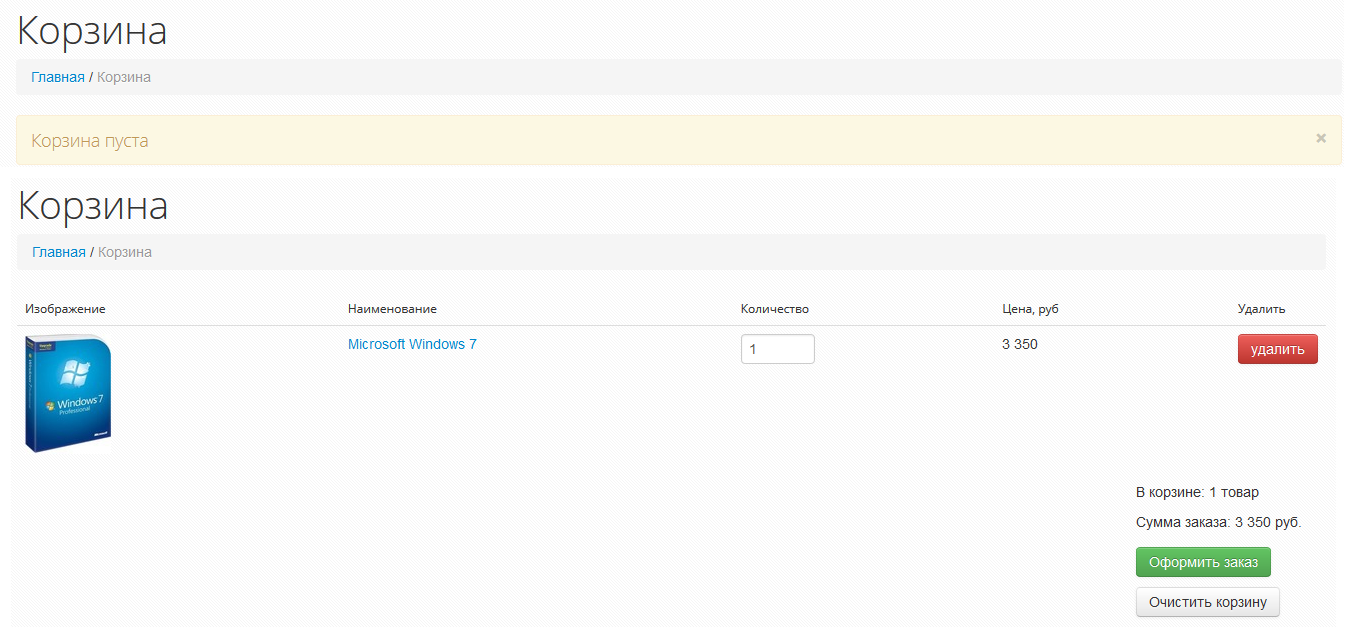 Корзина
Главная / Корзина
Корзина пуста ×
Корзина
Главная / Корзина
Изображение Наименование Количество Цена, руб Удалить
Microsoft Windows 7 1 3 350 удалить
Windows 7
Professional
В корзине: 1 товар
Сумма заказа: 3 350 руб.
Оформить заказ
Очистить корзину